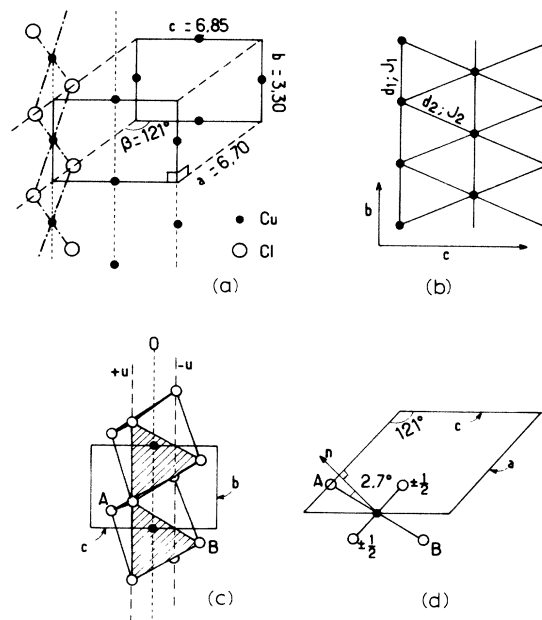 (a)
c = 6,85
b = 3,30
β = 121°
a = 6,70
Cu
Cl
(b)
d₁; J₁
d₂; J₂
b
c
(c)
O
+u
-u
b
A
c
B
(d)
121°
c
n
a
A
2.7°
±½
±½
B